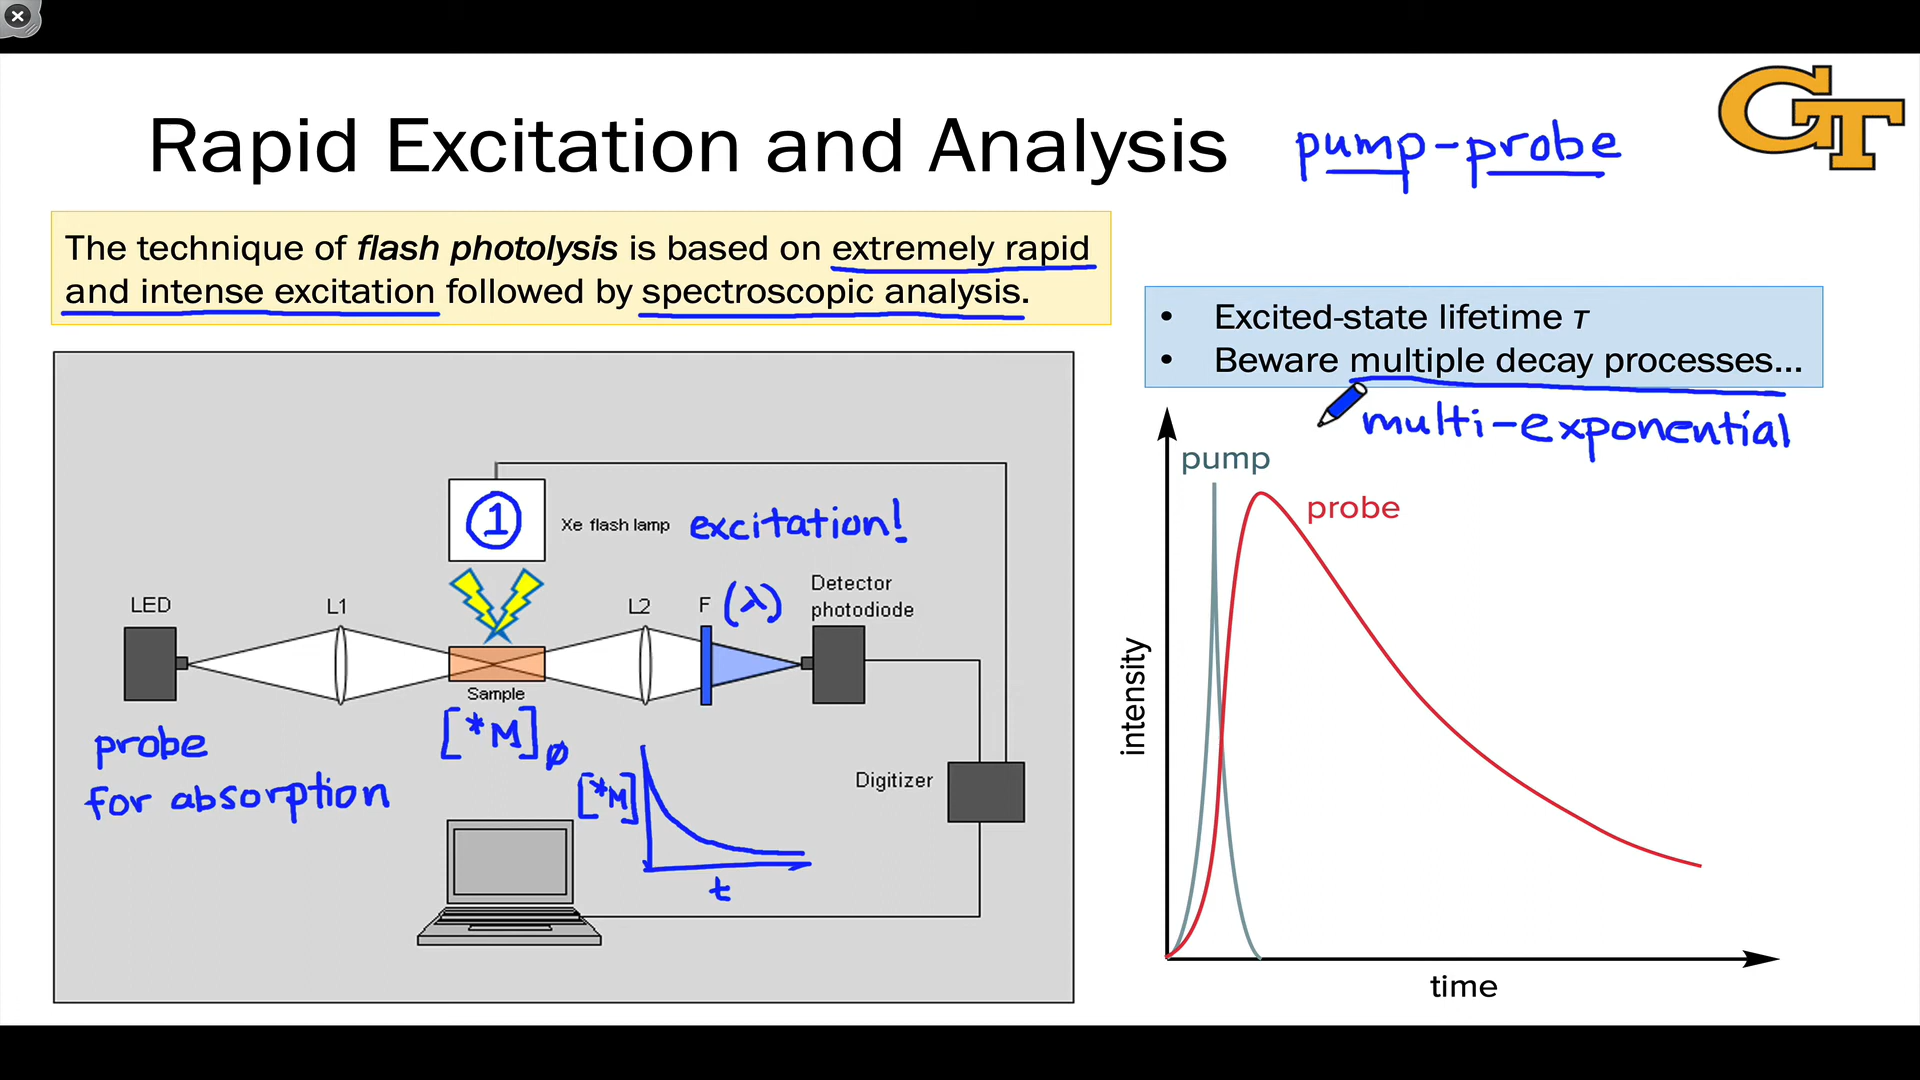 Rapid Excitation and Analysis
pump-probe
GT
The technique of flash photolysis is based on extremely rapid
and intense excitation followed by spectroscopic analysis.
• Excited-state lifetime τ
• Beware multiple decay processes...
multi-exponential
1
Xe flash lamp
excitation!
LED
L1
L2
F
(λ)
Detector
photodiode
Sample
[*M]0
probe
for absorption
[*M]
t
Digitizer
pump
probe
intensity
time